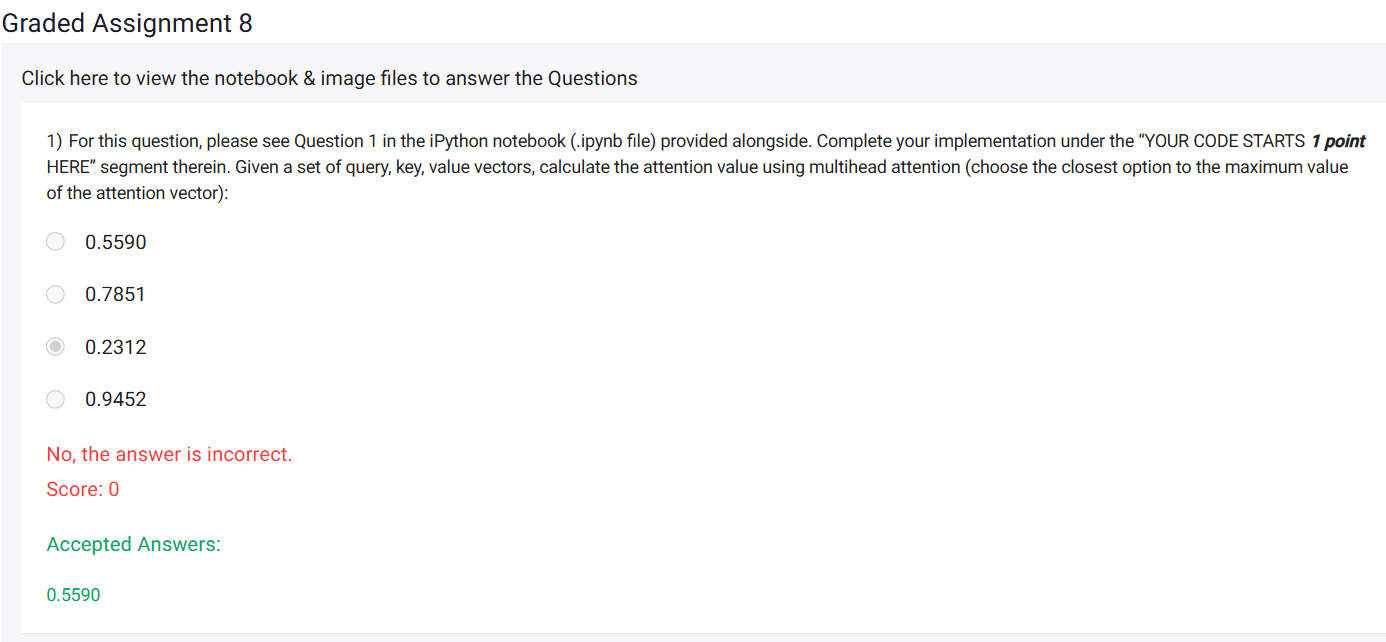 Graded Assignment 8
Click here to view the notebook & image files to answer the Questions
1) For this question, please see Question 1 in the iPython notebook (.ipynb file) provided alongside. Complete your implementation under the “YOUR CODE STARTS 1 point
HERE” segment therein. Given a set of query, key, value vectors, calculate the attention value using multihead attention (choose the closest option to the maximum value
of the attention vector):
0.5590
0.7851
0.2312
0.9452
No, the answer is incorrect.
Score: 0
Accepted Answers:
0.5590